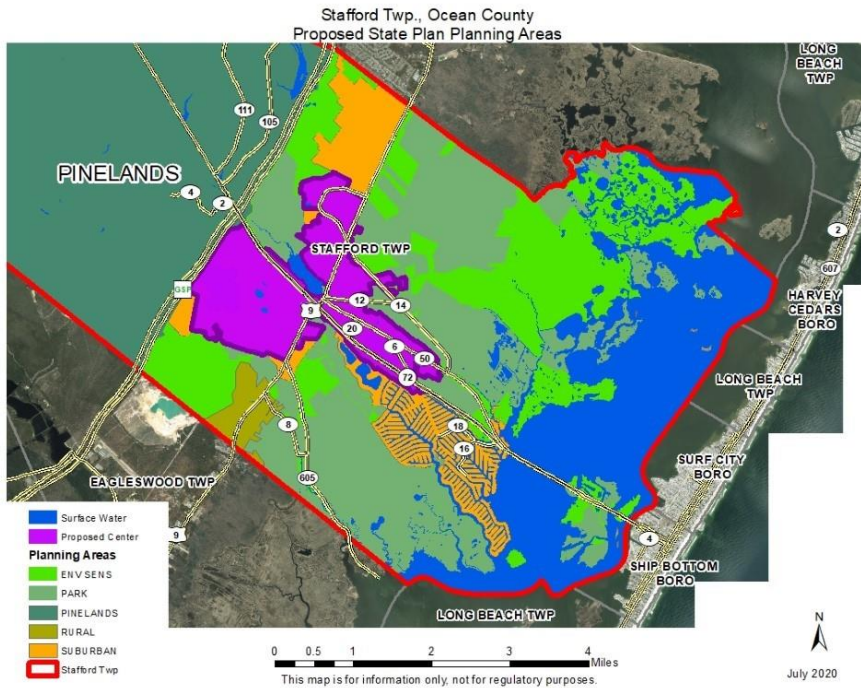 Stafford Twp., Ocean County
Proposed State Plan Planning Areas
LONG BEACH
TWP
111
105
PINELANDS
4
2
STAFFORD TWP
2
607
GSP
12
14
9
HARVEY
CEDARS
BORO
20
6
50
72
LONG BEACH
TWP
18
8
16
SURF CITY
BORO
EAGLESWOOD TWP
605
9
4
SHIP BOTTOM
BORO
LONG BEACH TWP
Surface Water
Proposed Center
Planning Areas
ENV SENS
PARK
PINELANDS
RURAL
SUBURBAN
Stafford Twp
0 0.5 1 2 3 4
Miles
This map is for information only, not for regulatory purposes.
N
July 2020